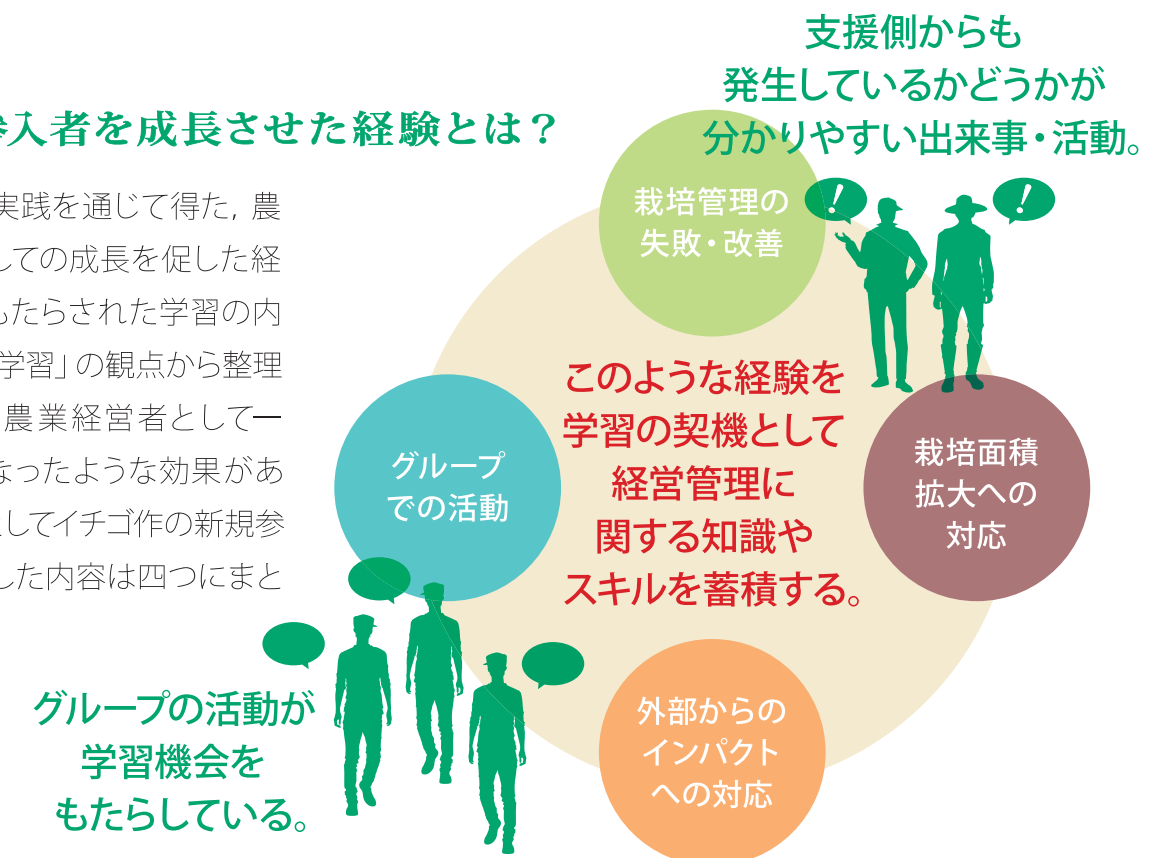 参入者を成長させた経験とは？
実践を通じて得た，農
しての成長を促した経
もたらされた学習の内
学習」の観点から整理
農業経営者として一
なったような効果があ
してイチゴ作の新規参
した内容は四つにまと
支援側からも
発生しているかどうかが
分かりやすい出来事・活動。
栽培管理の
失敗・改善
!
!
このような経験を
学習の契機として
経営管理に
関する知識や
スキルを蓄積する。
グループ
での活動
栽培面積
拡大への
対応
外部からの
インパクト
への対応
グループの活動が
学習機会を
もたらしている。